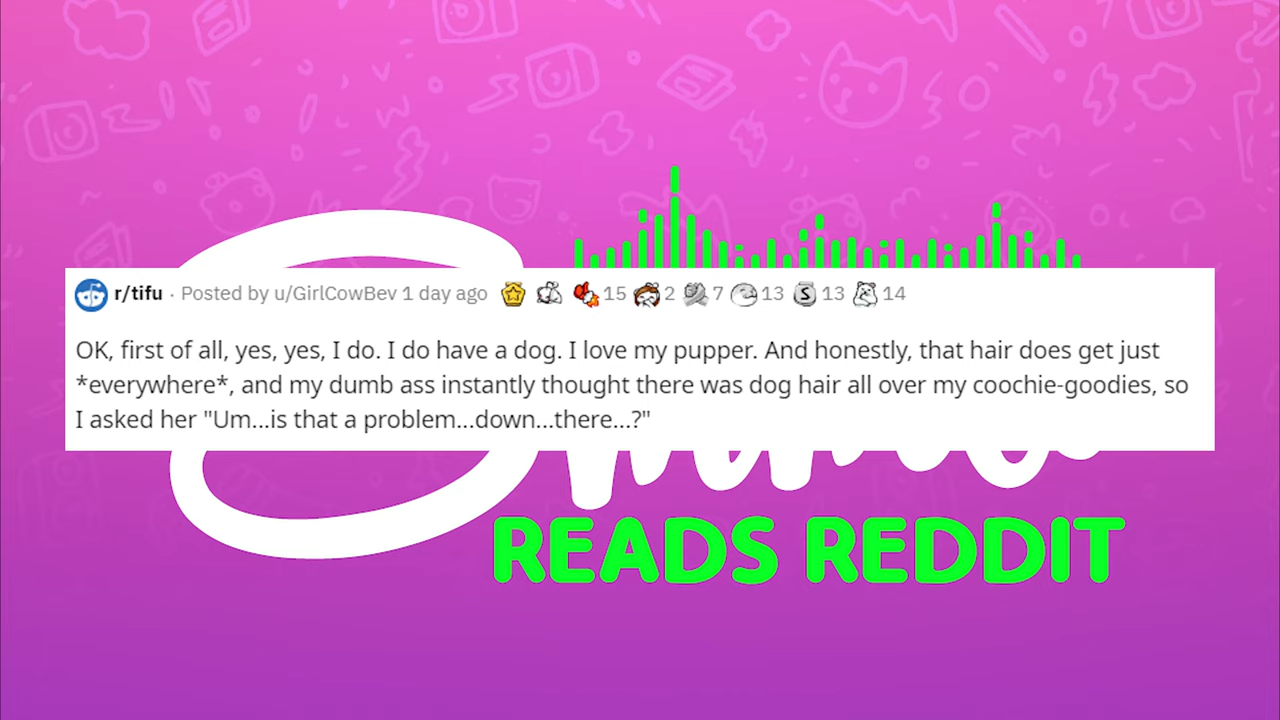 r/tifu · Posted by u/GirlCowBev 1 day ago 15 2 7 13 S 13 14
OK, first of all, yes, yes, I do. I do have a dog. I love my pupper. And honestly, that hair does get just
*everywhere*, and my dumb ass instantly thought there was dog hair all over my coochie-goodies, so
I asked her "Um...is that a problem...down...there...?"
READS REDDIT